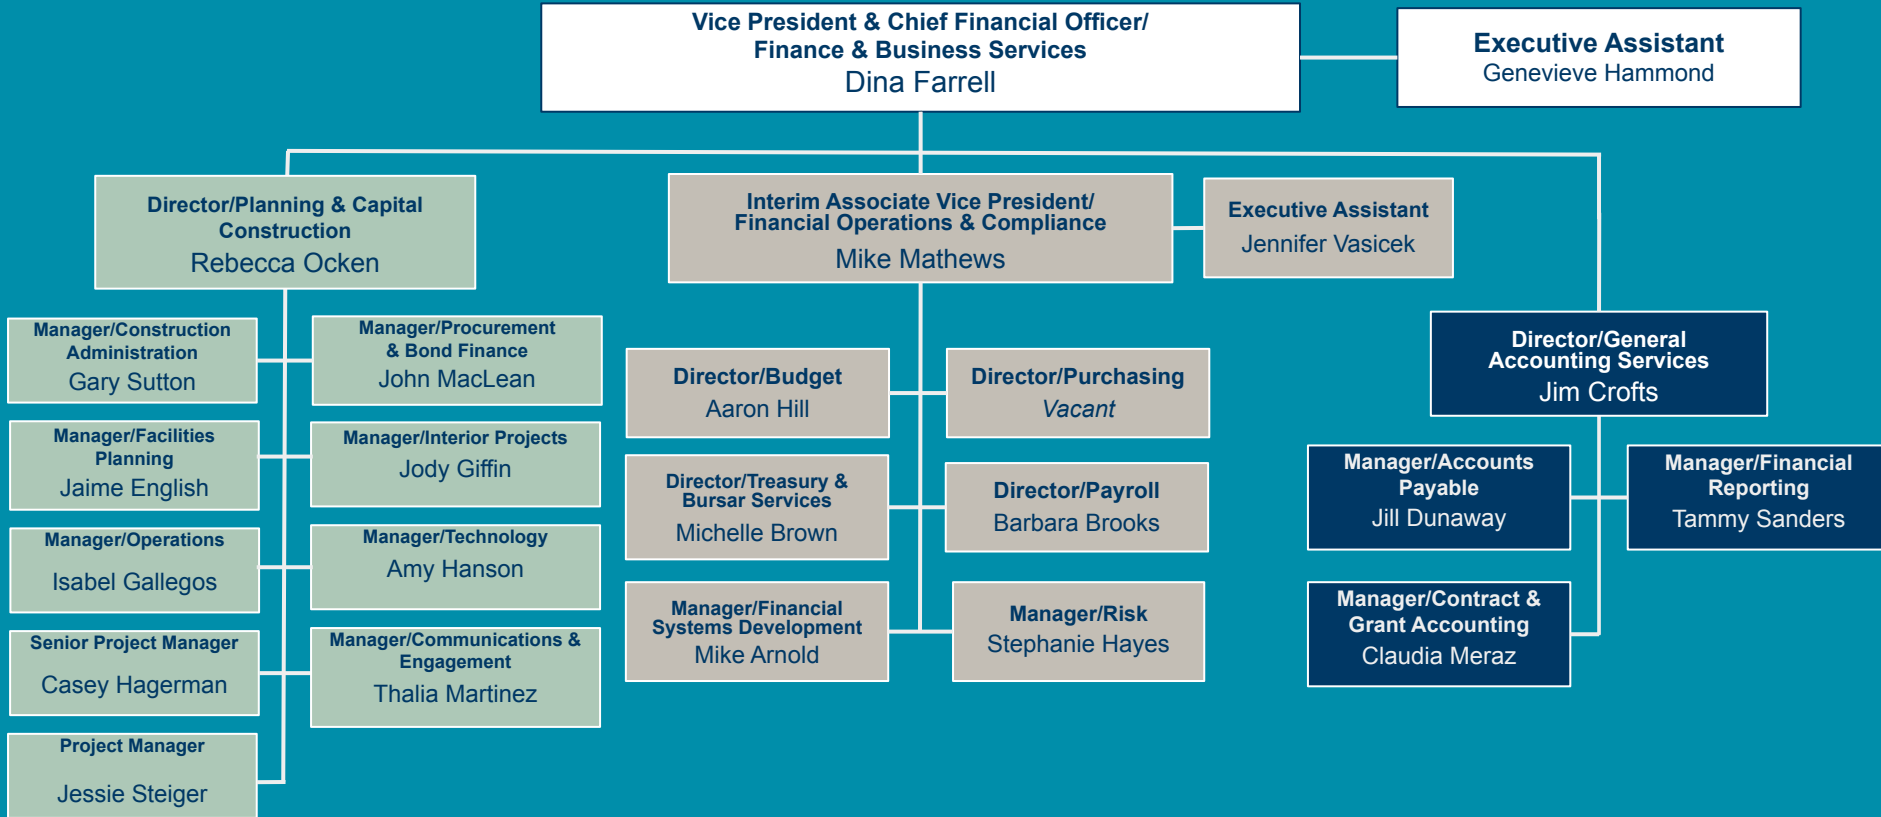 Vice President & Chief Financial Officer/
Finance & Business Services
Dina Farrell
Executive Assistant
Genevieve Hammond
Director/Planning & Capital
Construction
Rebecca Ocken
Interim Associate Vice President/
Financial Operations & Compliance
Mike Mathews
Executive Assistant
Jennifer Vasicek
Manager/Construction
Administration
Gary Sutton
Manager/Procurement
& Bond Finance
John MacLean
Manager/Facilities
Planning
Jaime English
Manager/Interior Projects
Jody Giffin
Manager/Operations
Isabel Gallegos
Manager/Technology
Amy Hanson
Senior Project Manager
Casey Hagerman
Manager/Communications &
Engagement
Thalia Martinez
Project Manager
Jessie Steiger
Director/Budget
Aaron Hill
Director/Purchasing
Vacant
Director/Treasury &
Bursar Services
Michelle Brown
Director/Payroll
Barbara Brooks
Manager/Financial
Systems Development
Mike Arnold
Manager/Risk
Stephanie Hayes
Director/General
Accounting Services
Jim Crofts
Manager/Accounts
Payable
Jill Dunaway
Manager/Financial
Reporting
Tammy Sanders
Manager/Contract &
Grant Accounting
Claudia Meraz